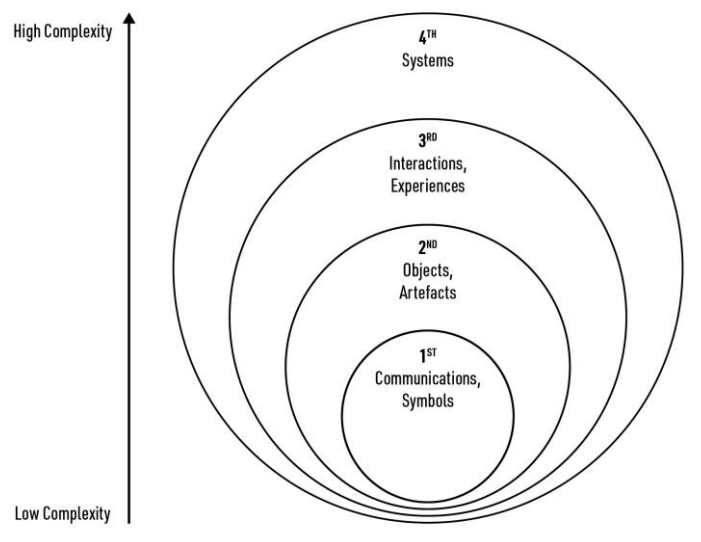 High Complexity
4TH
Systems
3RD
Interactions,
Experiences
2ND
Objects,
Artefacts
1ST
Communications,
Symbols
Low Complexity